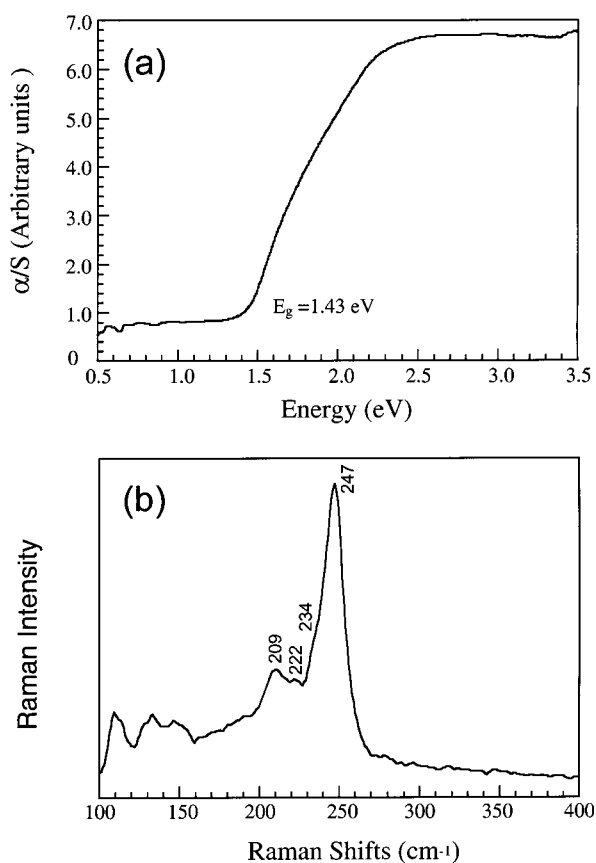 7.0
(a)
6.0
5.0
4.0
3.0
2.0
1.0
0
α/S (Arbitrary units )
E_g =1.43 eV
0.5 1.0 1.5 2.0 2.5 3.0 3.5
Energy (eV)
(b)
247
234
209
222
Raman Intensity
100 150 200 250 300 350 400
Raman Shifts (cm⁻¹)